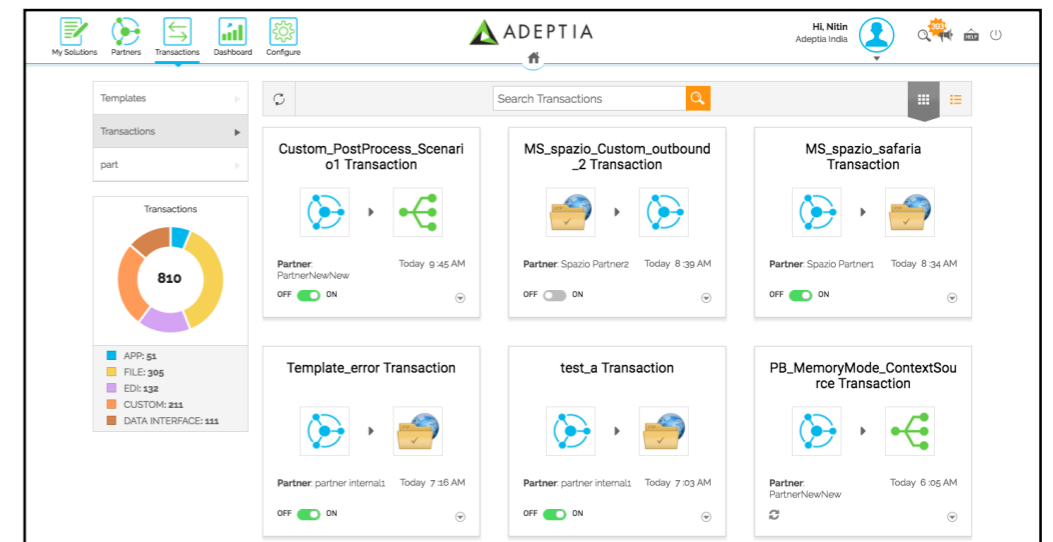 My Solutions
Partners
Transactions
Dashboard
Configure
ADEPTIA
Hi, Nitin
Adeptia India
HELP
Templates
Transactions
part
Search Transactions
Transactions
810
APP: 51
FILE: 305
EDI: 132
CUSTOM: 211
DATA INTERFACE: 111
Custom_PostProcess_Scenari
o1 Transaction
Partner:
PartnerNewNew
Today 9:45 AM
OFF ON
MS_spazio_Custom_outbound
_2 Transaction
Partner: Spazio Partner2 Today 8:39 AM
OFF ON
MS_spazio_safaria
Transaction
Partner: Spazio Partner1 Today 8:34 AM
OFF ON
Template_error Transaction
Partner: partner internal1 Today 7:16 AM
OFF ON
test_a Transaction
Partner: partner internal1 Today 7:03 AM
OFF ON
PB_MemoryMode_ContextSou
rce Transaction
Partner:
PartnerNewNew
Today 6:05 AM